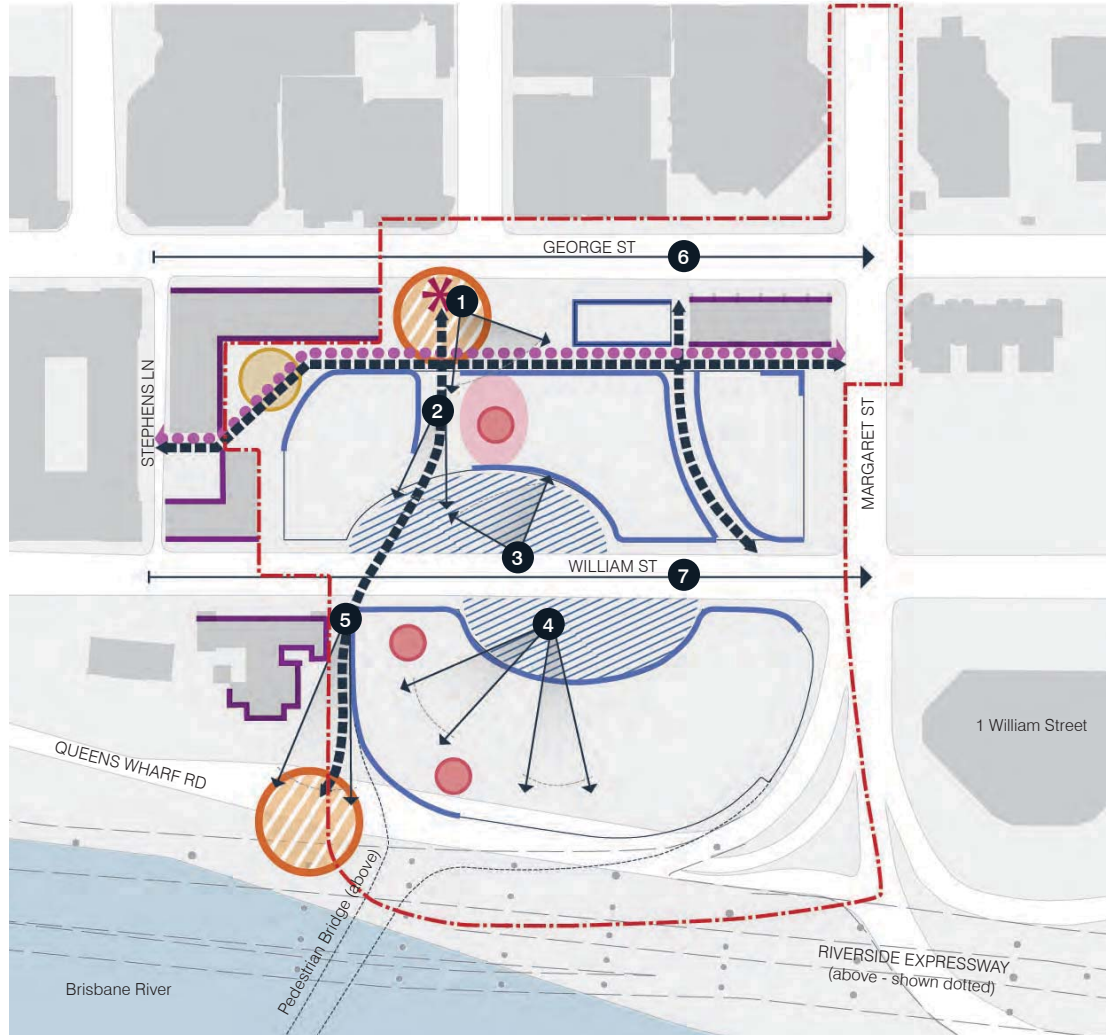 GEORGE ST
6
1
STEPHENS LN
2
MARGARET ST
3
WILLIAM ST
7
5
4
1 William Street
QUEENS WHARF RD
Pedestrian Bridge (above)
RIVERSIDE EXPRESSWAY
(above - shown dotted)
Brisbane River